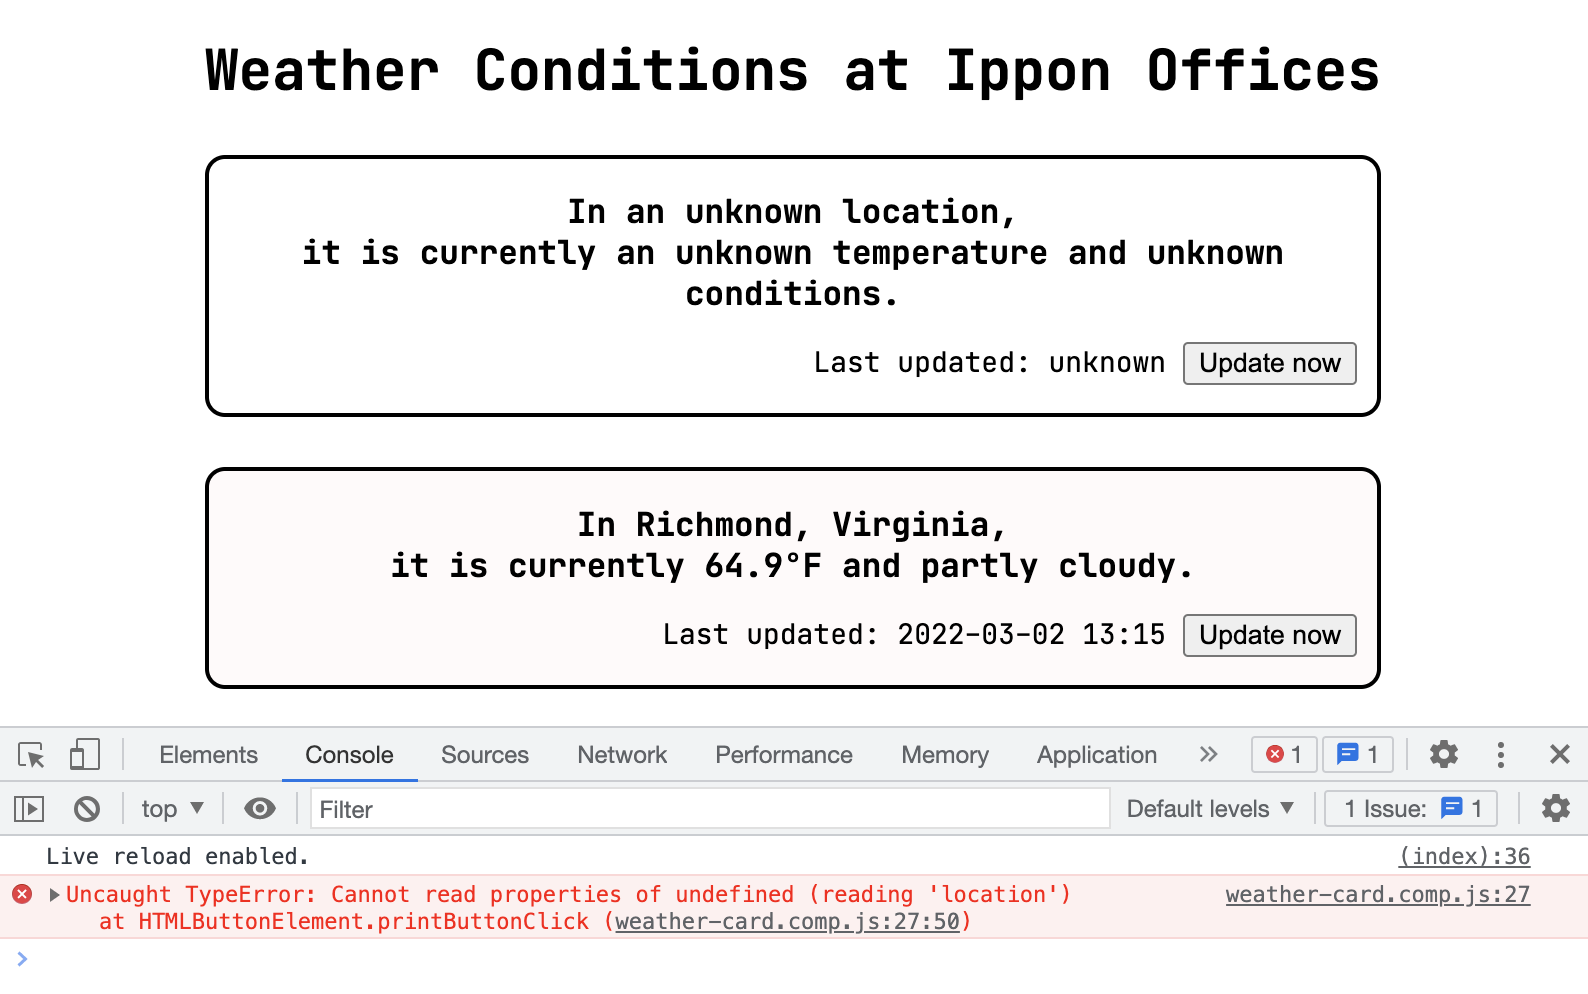 Weather Conditions at Ippon Offices
In an unknown location,
it is currently an unknown temperature and unknown
conditions.
Last updated: unknown Update now
In Richmond, Virginia,
it is currently 64.9°F and partly cloudy.
Last updated: 2022-03-02 13:15 Update now
Elements Console Sources Network Performance Memory Application » 1 1
top Filter Default levels 1 Issue: 1
Live reload enabled. (index):36
Uncaught TypeError: Cannot read properties of undefined (reading 'location') weather-card.comp.js:27
at HTMLButtonElement.printButtonClick (weather-card.comp.js:27:50)